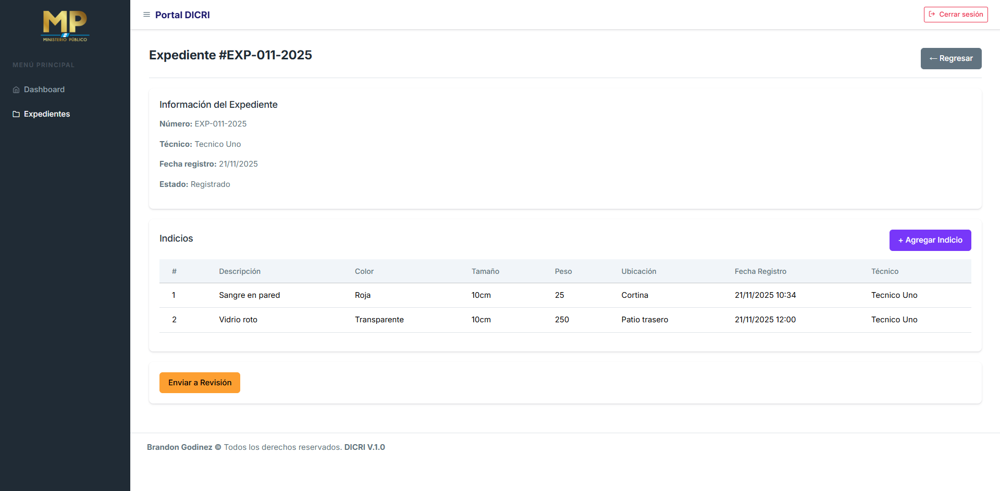 MP
MINISTERIO PÚBLICO
MENÚ PRINCIPAL
Dashboard
Expedientes
Portal DICRI
Cerrar sesión
Expediente #EXP-011-2025
← Regresar
Información del Expediente
Número: EXP-011-2025
Técnico: Tecnico Uno
Fecha registro: 21/11/2025
Estado: Registrado
Indicios
+ Agregar Indicio
# Descripción Color Tamaño Peso Ubicación Fecha Registro Técnico
1 Sangre en pared Roja 10cm 25 Cortina 21/11/2025 10:34 Tecnico Uno
2 Vidrio roto Transparente 10cm 250 Patio trasero 21/11/2025 12:00 Tecnico Uno
Enviar a Revisión
Brandon Godinez © Todos los derechos reservados. DICRI V.1.0